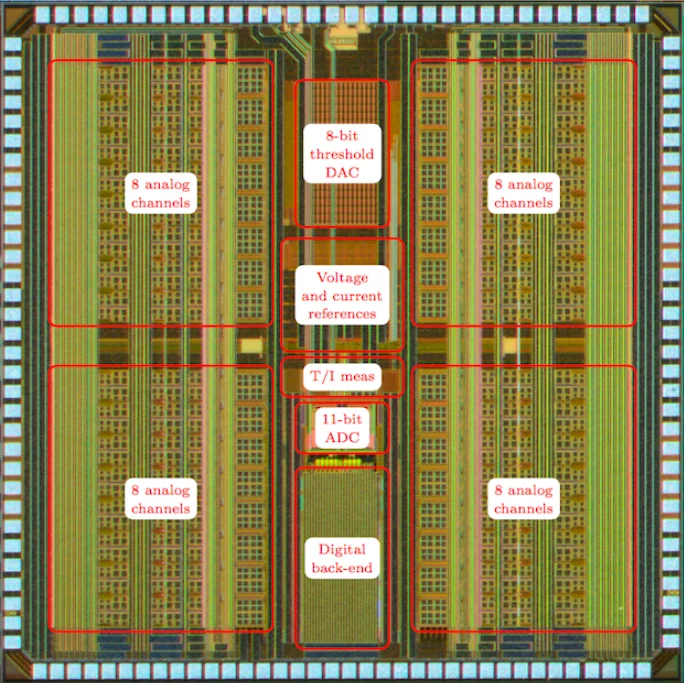 8-bit
threshold
DAC
8 analog
channels
8 analog
channels
Voltage
and current
references
T/I meas
11-bit
ADC
8 analog
channels
8 analog
channels
Digital
back-end